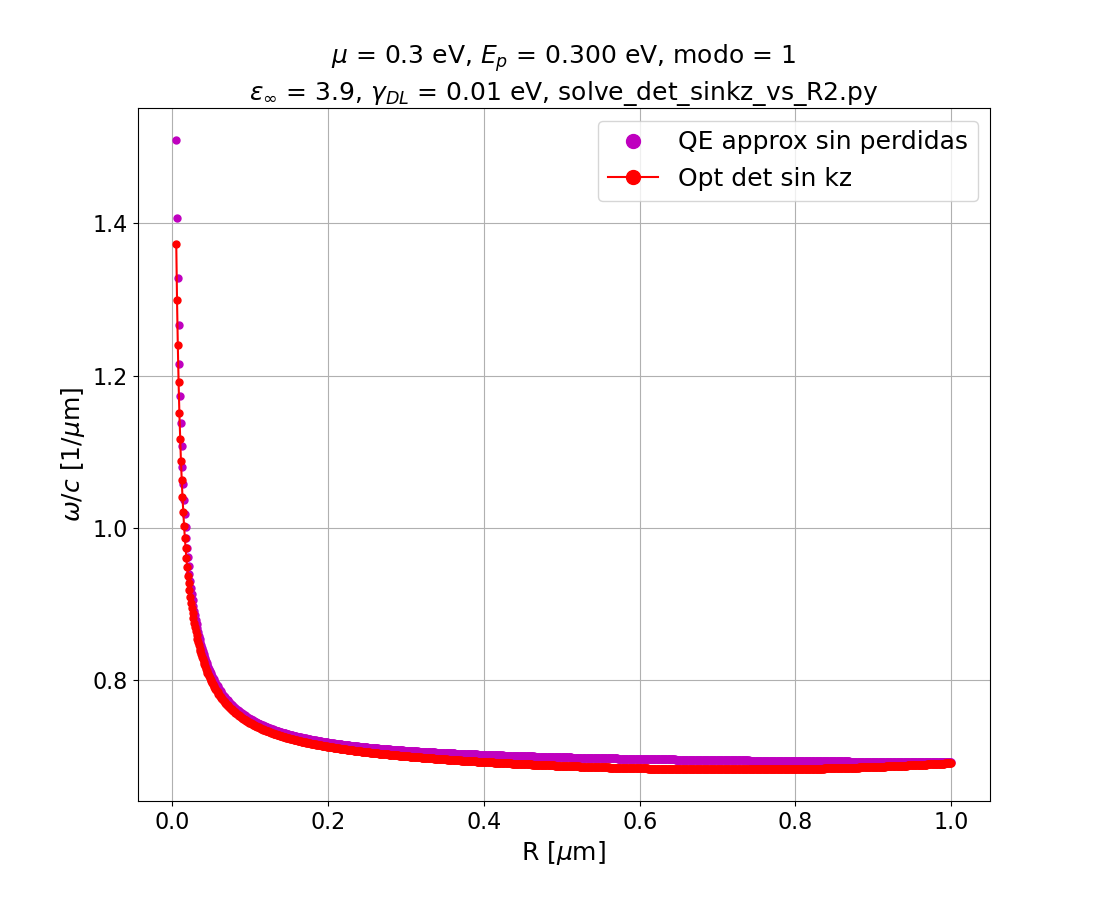 μ = 0.3 eV, E_p = 0.300 eV, modo = 1
ε_∞ = 3.9, γ_DL = 0.01 eV, solve_det_sinkz_vs_R2.py
QE approx sin perdidas
Opt det sin kz
1.4
1.2
1.0
0.8
ω/c [1/μm]
0.0 0.2 0.4 0.6 0.8 1.0
R [μm]